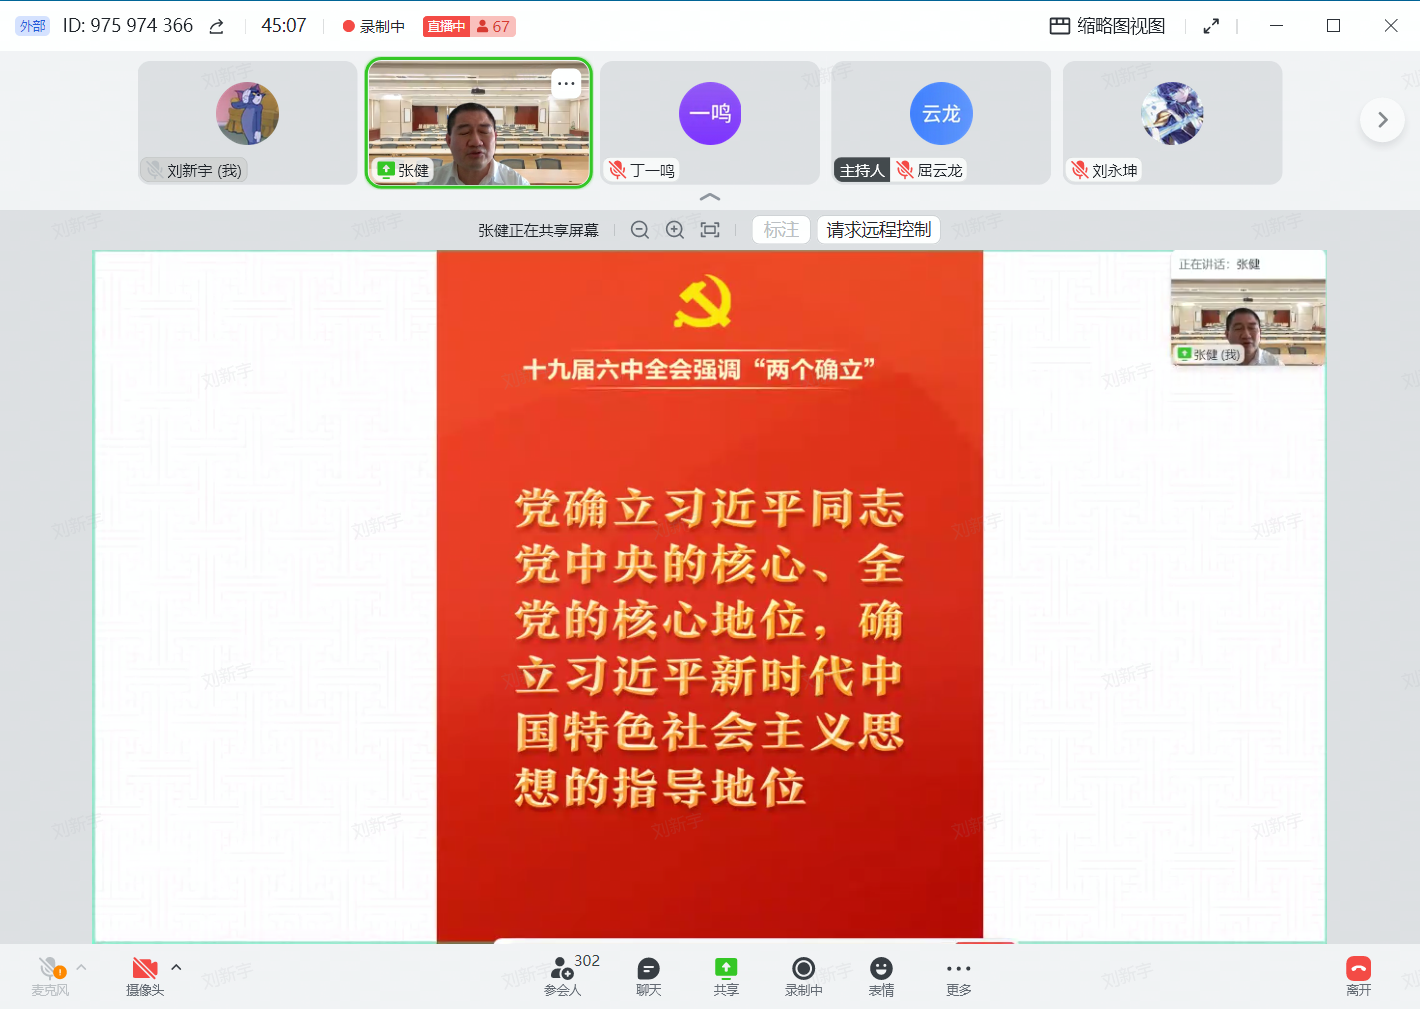 外部 ID: 975 974 366 45:07 录制中 直播中 67 缩略图视图
一鸣 云龙
刘新宇 (我) 张健 丁一鸣 主持人 屈云龙 刘永坤
张健正在共享屏幕 标注 请求远程控制
正在讲话: 张健
张健 (我)
十九届六中全会强调“两个确立”
党确立习近平同志
党中央的核心、全
党的核心地位，确
立习近平新时代中
国特色社会主义思
想的指导地位
302
麦克风 摄像头 参会人 聊天 共享 录制中 表情 更多 离开
刘新宇